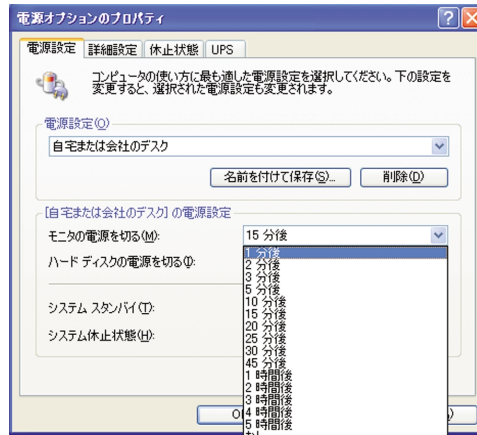 電源オプションのプロパティ
電源設定 詳細設定 休止状態 UPS
コンピュータの使い方に最も適した電源設定を選択してください。下の設定を
変更すると、選択された電源設定も変更されます。
電源設定(O)
自宅または会社のデスク
名前を付けて保存(S)... 削除(D)
[自宅または会社のデスク] の電源設定
モニタの電源を切る(M): 15 分後
ハード ディスクの電源を切る(I):
システム スタンバイ(T):
システム休止状態(H):
1 分後
2 分後
3 分後
5 分後
10 分後
15 分後
20 分後
25 分後
30 分後
45 分後
1 時間後
2 時間後
3 時間後
4 時間後
5 時間後